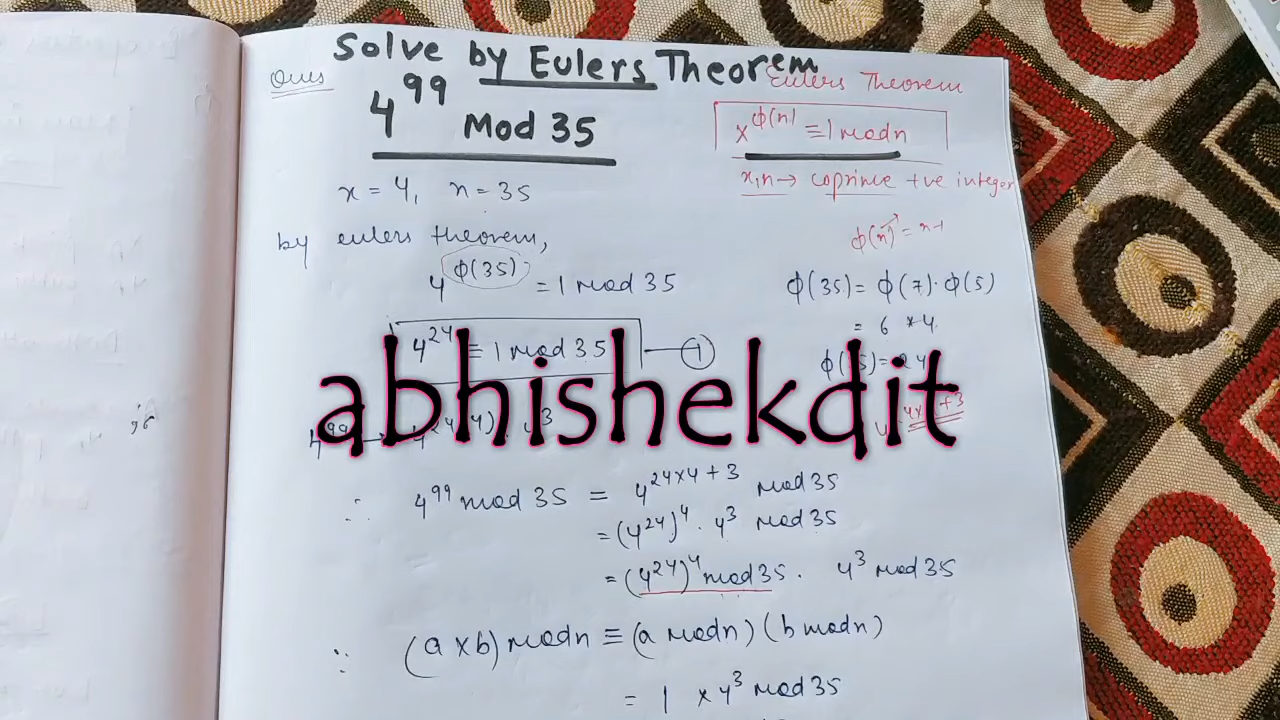 Solve by Eulers Theorem
Ques
4^99 Mod 35
Eulers Theorem
x^ϕ(n) ≡ 1 mod n
x,n → coprime +ve integer
x = 4, n = 35
ϕ(n) = n-1
by eulers theorem,
4^ϕ(35) = 1 mod 35
ϕ(35) = ϕ(7)·ϕ(5)
= 6 * 4
4^24 ≡ 1 mod 35 — 1
abhishekdit
∴ 4^99 mod 35 = 4^24×4+3 mod 35
= (4^24)^4 · 4^3 mod 35
= (4^24)^4 mod 35 · 4^3 mod 35
∵ (a × b) mod n ≡ (a mod n) (b mod n)
= 1 × 4^3 mod 35